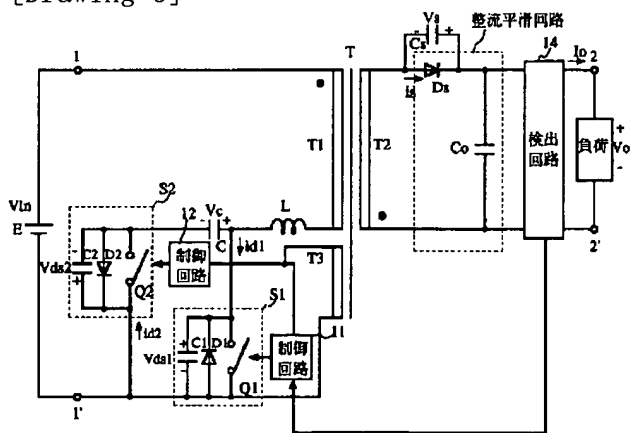 Vs
Cs
整流平滑回路
14
Io
2
1
T
is
Ds
T1
T2
Co
検出
回路
負荷
+
Vo
-
Vin
E
S2
12
Vc
C
L
id1
制御
回路
T3
2'
C2
D2
Vds2
Q2
S1
id2
C1
D1
11
Vds1
制御
回路
Q1
1'